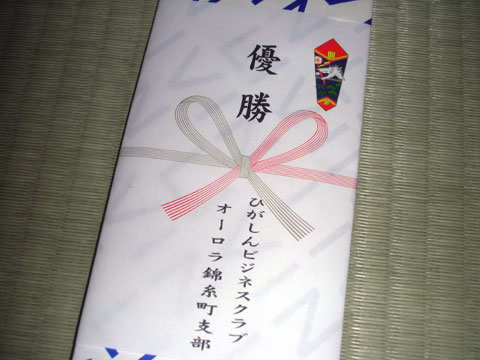 優勝
ひがしんビジネスクラブ
オーロラ錦糸町支部